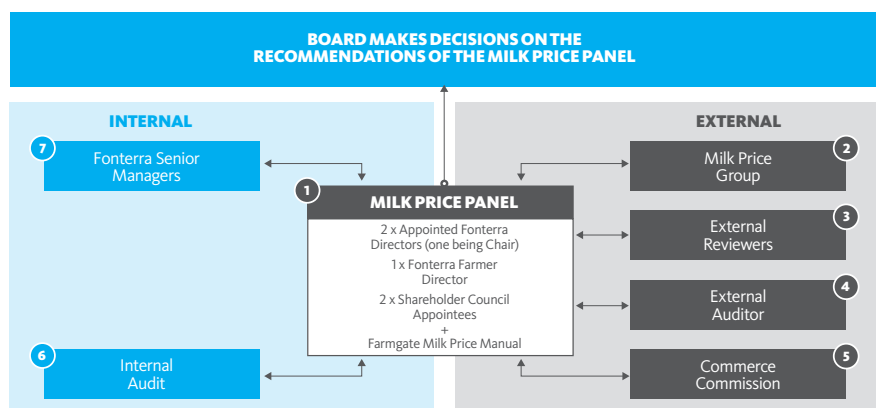 BOARD MAKES DECISIONS ON THE
RECOMMENDATIONS OF THE MILK PRICE PANEL
INTERNAL
7
Fonterra Senior
Managers
6
Internal
Audit
1
MILK PRICE PANEL
2 x Appointed Fonterra
Directors (one being Chair)
1 x Fonterra Farmer
Director
2 x Shareholder Council
Appointees
+
Farmgate Milk Price Manual
EXTERNAL
2
Milk Price
Group
3
External
Reviewers
4
External
Auditor
5
Commerce
Commission